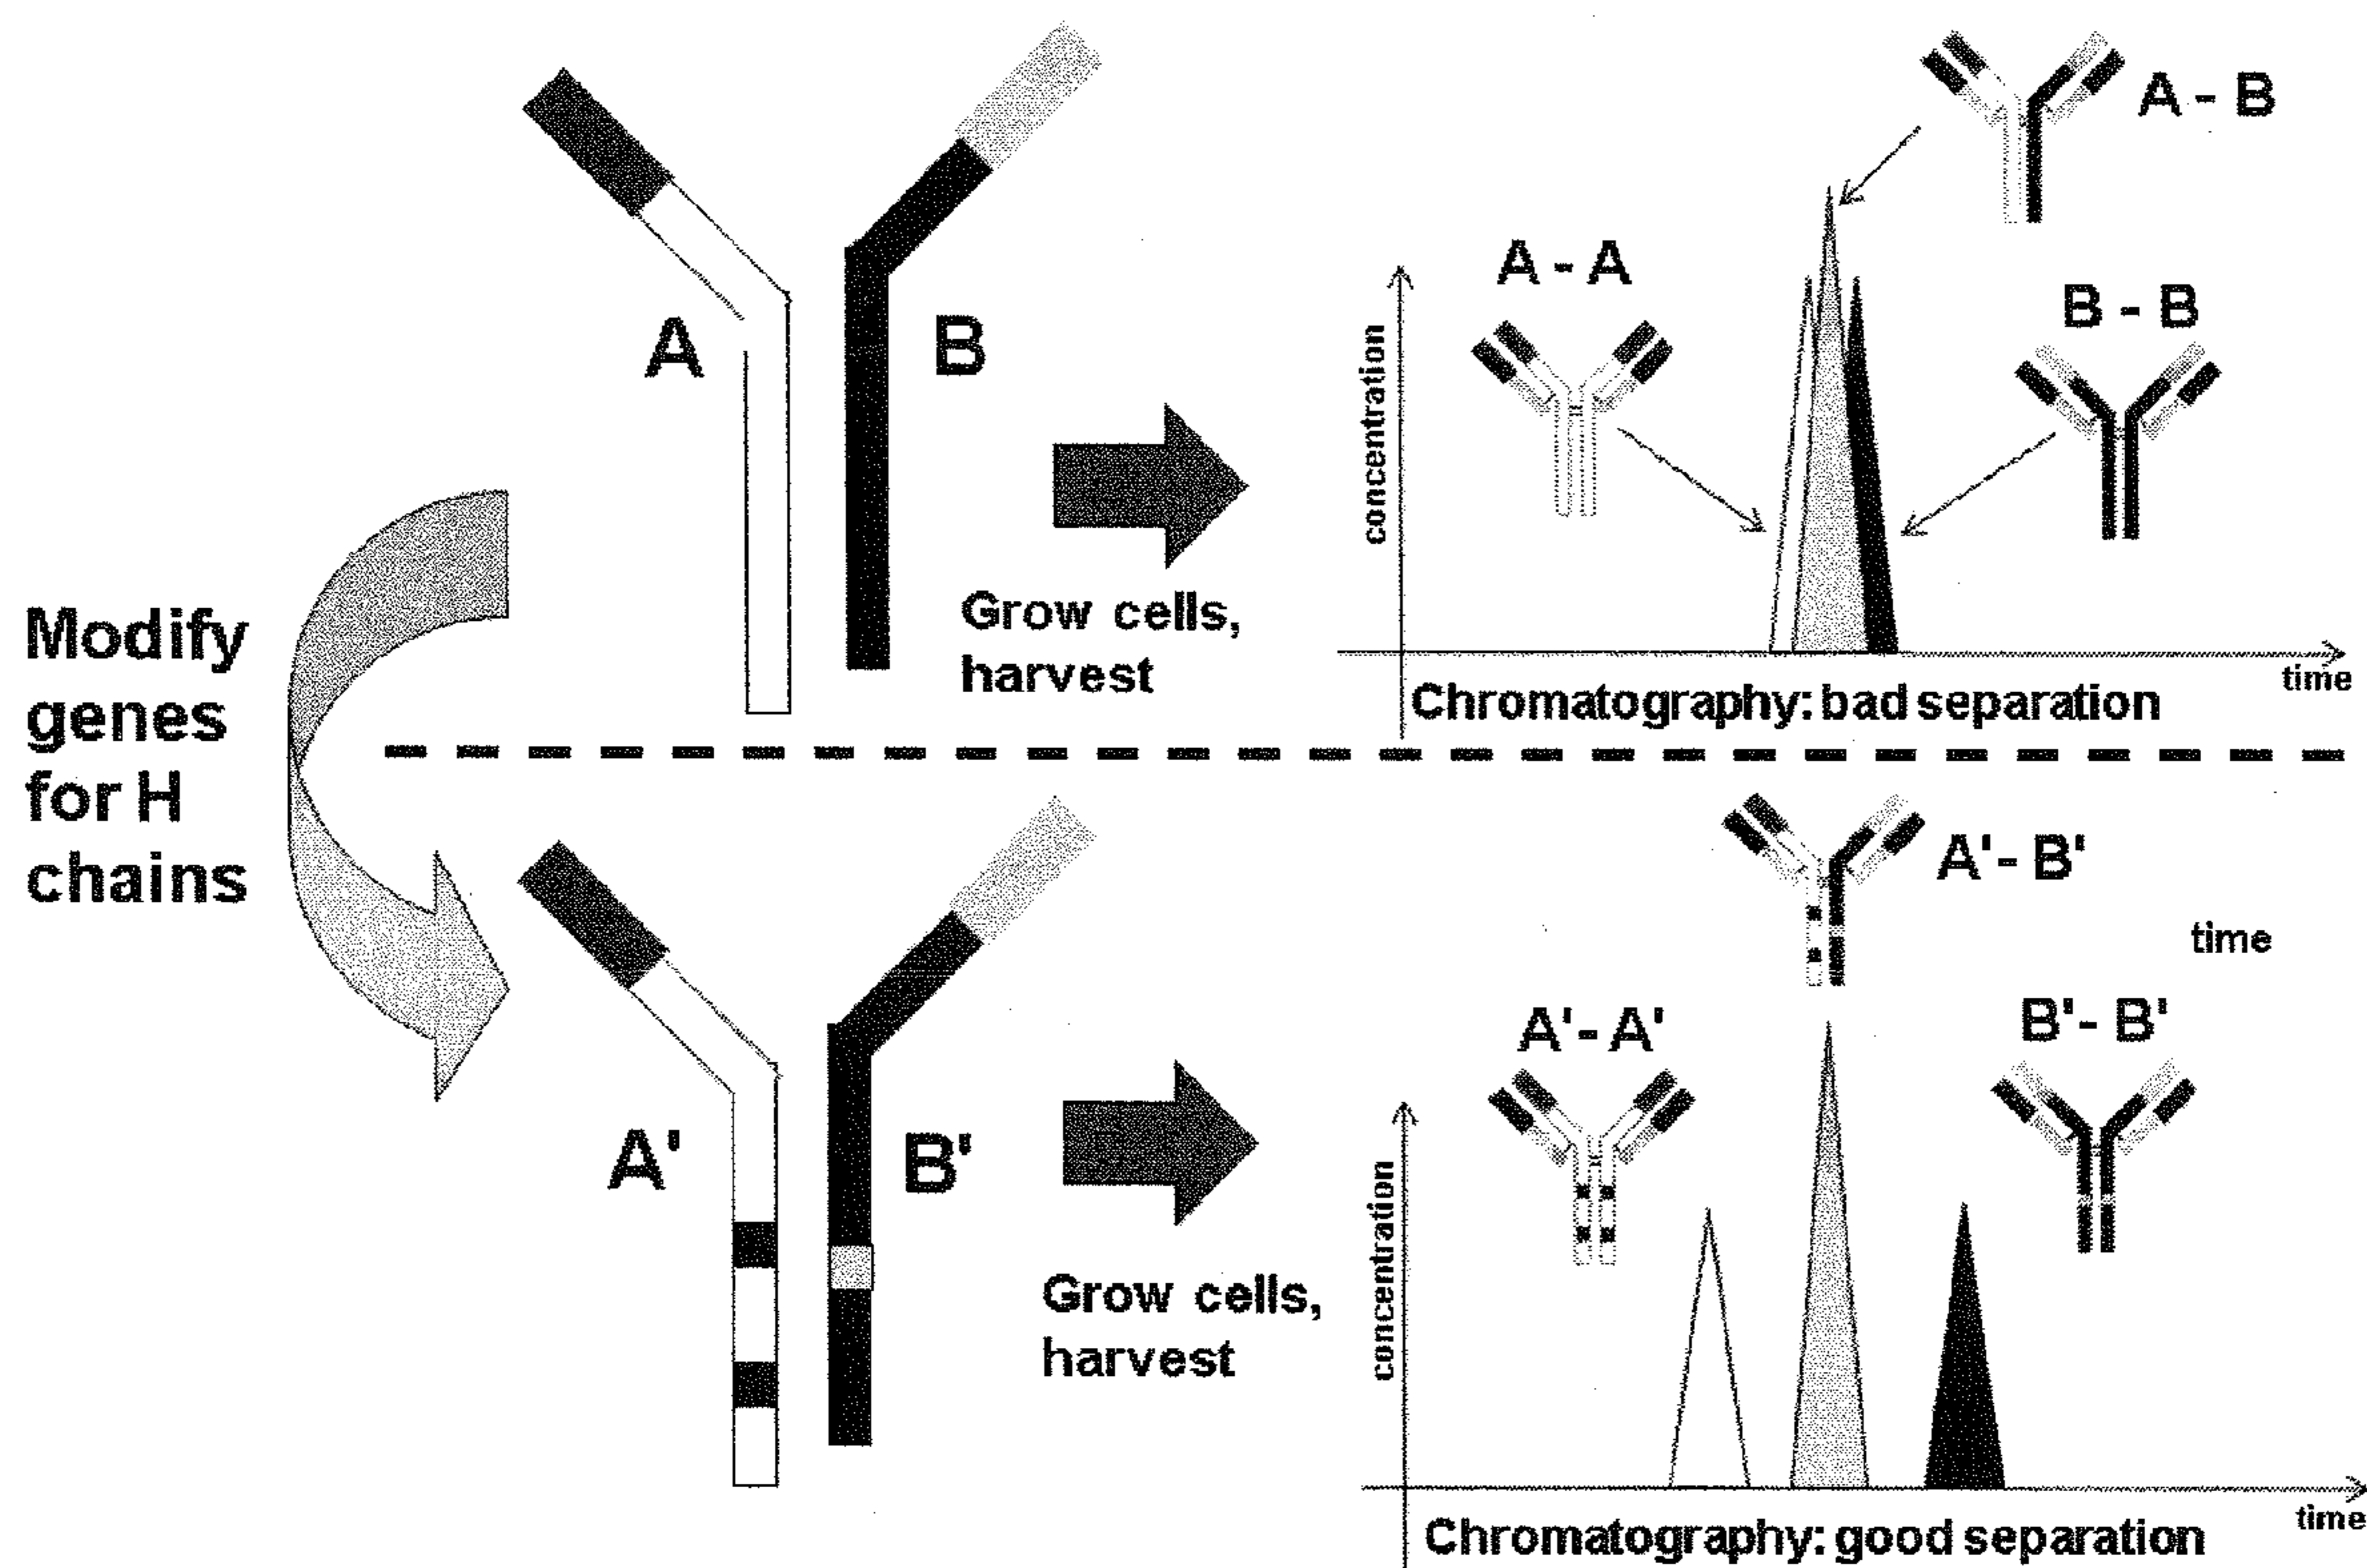 A - B
A - A
B - B
A
B
concentration
Grow cells,
harvest
time
Chromatography: bad separation
Modify
genes
for H
chains
A'- B'
time
A'- A'
B'- B'
A'
B'
concentration
Grow cells,
harvest
time
Chromatography: good separation